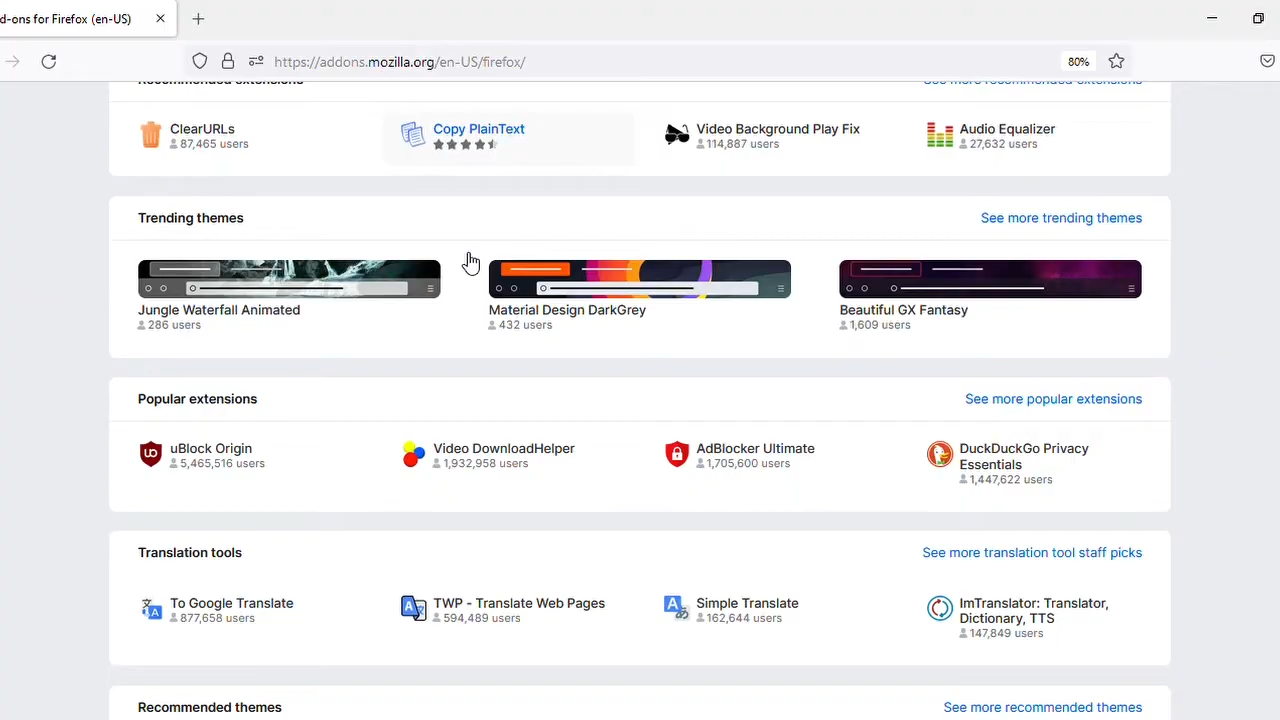 d-ons for Firefox (en-US)
https://addons.mozilla.org/en-US/firefox/
80%
Recommended extensions
See more recommended extensions
ClearURLs
87,465 users
Copy PlainText
Video Background Play Fix
114,887 users
Audio Equalizer
27,632 users
Trending themes
See more trending themes
Jungle Waterfall Animated
286 users
Material Design DarkGrey
432 users
Beautiful GX Fantasy
1,609 users
Popular extensions
See more popular extensions
uBlock Origin
5,465,516 users
Video DownloadHelper
1,932,958 users
AdBlocker Ultimate
1,705,600 users
DuckDuckGo Privacy
Essentials
1,447,622 users
Translation tools
See more translation tool staff picks
To Google Translate
877,658 users
TWP - Translate Web Pages
594,489 users
Simple Translate
162,644 users
ImTranslator: Translator,
Dictionary, TTS
147,849 users
Recommended themes
See more recommended themes